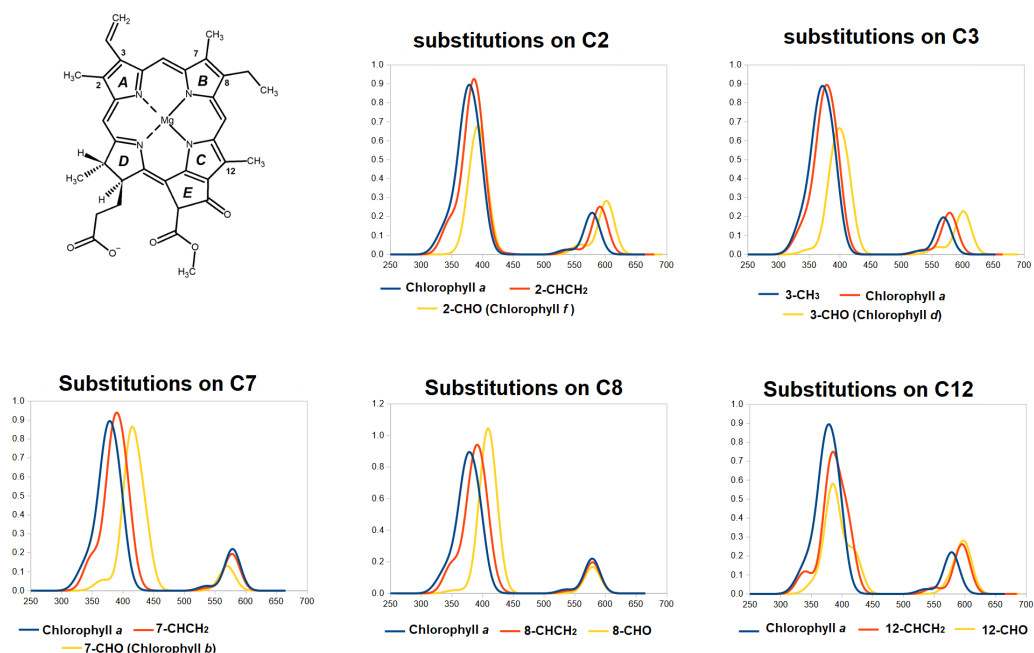 CH₂
3
H₃C
2
A
7
CH₃
B
8
CH₃
N
N
Mg
N
N
H
D
C
12
CH₃
H₃C
H
E
O
O
O⁻
O
O
H₃C
substitutions on C2
1.0
0.9
0.8
0.7
0.6
0.5
0.4
0.3
0.2
0.1
0.0
250 300 350 400 450 500 550 600 650 700
Chlorophyll a 2-CHCH₂
2-CHO (Chlorophyll f )
substitutions on C3
1.0
0.9
0.8
0.7
0.6
0.5
0.4
0.3
0.2
0.1
0.0
250 300 350 400 450 500 550 600 650 700
3-CH₃ Chlorophyll a
3-CHO (Chlorophyll d)
Substitutions on C7
1.0
0.9
0.8
0.7
0.6
0.5
0.4
0.3
0.2
0.1
0.0
250 300 350 400 450 500 550 600 650 700
Chlorophyll a 7-CHCH₂
7-CHO (Chlorophyll b)
Substitutions on C8
1.2
1.0
0.8
0.6
0.4
0.2
0.0
250 300 350 400 450 500 550 600 650 700
Chlorophyll a 8-CHCH₂ 8-CHO
Substitutions on C12
1.0
0.9
0.8
0.7
0.6
0.5
0.4
0.3
0.2
0.1
0.0
250 300 350 400 450 500 550 600 650 700
Chlorophyll a 12-CHCH₂ 12-CHO